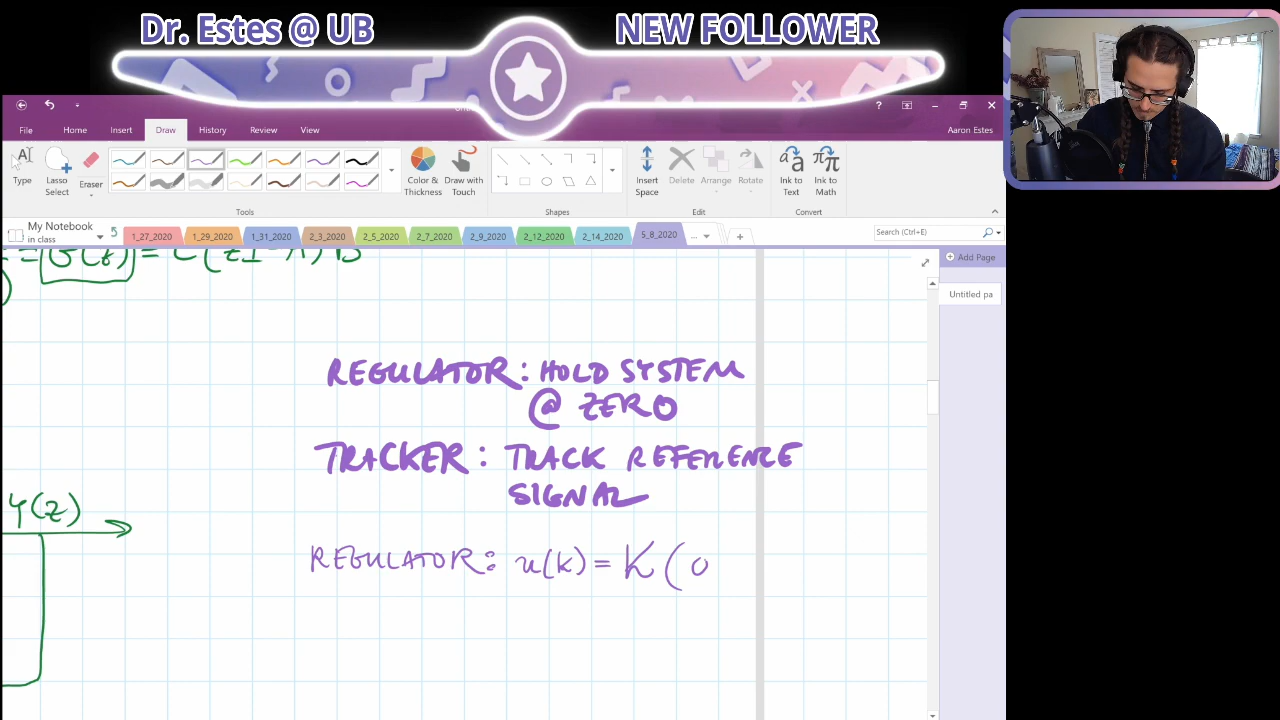 Dr. Estes @ UB NEW FOLLOWER
File Home Insert Draw History Review View Aaron Estes
Type Lasso Select Eraser Color & Thickness Draw with Touch Insert Space Delete Arrange Rotate Ink to Text Ink to Math
Tools Shapes Edit Convert
My Notebook in class 1_27_2020 1_29_2020 1_31_2020 2_3_2020 2_5_2020 2_7_2020 2_9_2020 2_12_2020 2_14_2020 5_8_2020 ... Search (Ctrl+E)
Add Page
Untitled pa
REGULATOR: HOLD SYSTEM
@ ZERO
TRACKER: TRACK REFERENCE
SIGNAL
Y(z)
REGULATOR: u(k) = K ( 0